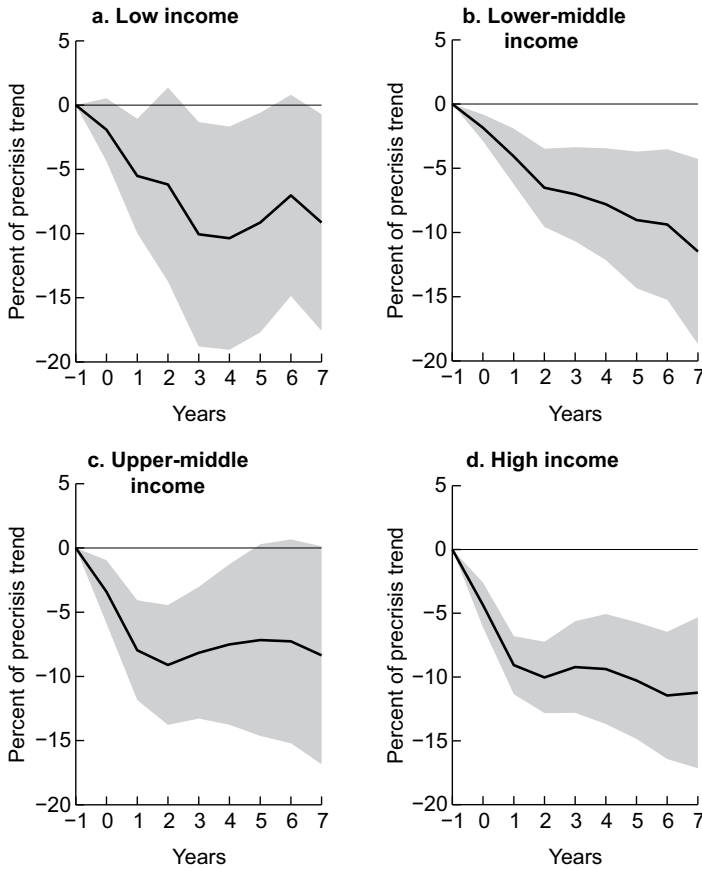 a. Low income
Percent of precrisis trend
5
0
−5
−10
−15
−20
−1 0 1 2 3 4 5 6 7
Years
b. Lower-middle
income
Percent of precrisis trend
5
0
−5
−10
−15
−20
−1 0 1 2 3 4 5 6 7
Years
c. Upper-middle
income
Percent of precrisis trend
5
0
−5
−10
−15
−20
−1 0 1 2 3 4 5 6 7
Years
d. High income
Percent of precrisis trend
5
0
−5
−10
−15
−20
−1 0 1 2 3 4 5 6 7
Years